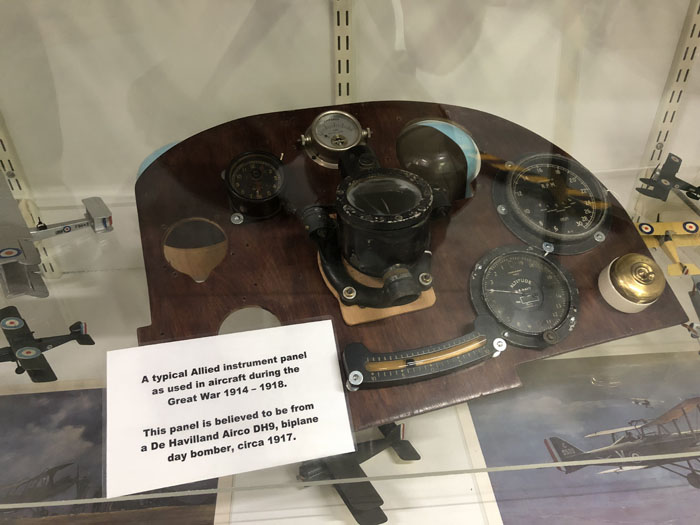 A typical Allied instrument panel
as used in aircraft during the
Great War 1914 – 1918.
This panel is believed to be from
a De Havilland Airco DH9, biplane
day bomber, circa 1917.